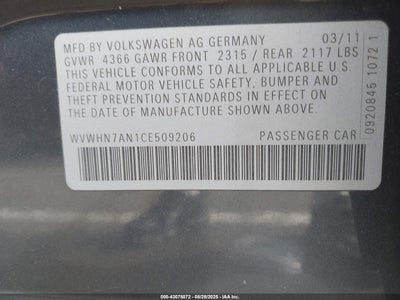 MFD BY VOLKSWAGEN AG GERMANY 03/11
GVWR 4366 GAWR FRONT 2315 / REAR 2117 LBS
THIS VEHICLE CONFORMS TO ALL APPLICABLE U.S.
FEDERAL MOTOR VEHICLE SAFETY, BUMPER AND
THEFT PREVENTION STANDARDS IN EFFECT ON
THE DATE OF MANUFACTURE SHOWN ABOVE.
WVWHN7AN1CE509206 PASSENGER CAR
0920845 1072 1
000-43079072 - 08/29/2025 - IAA Inc.